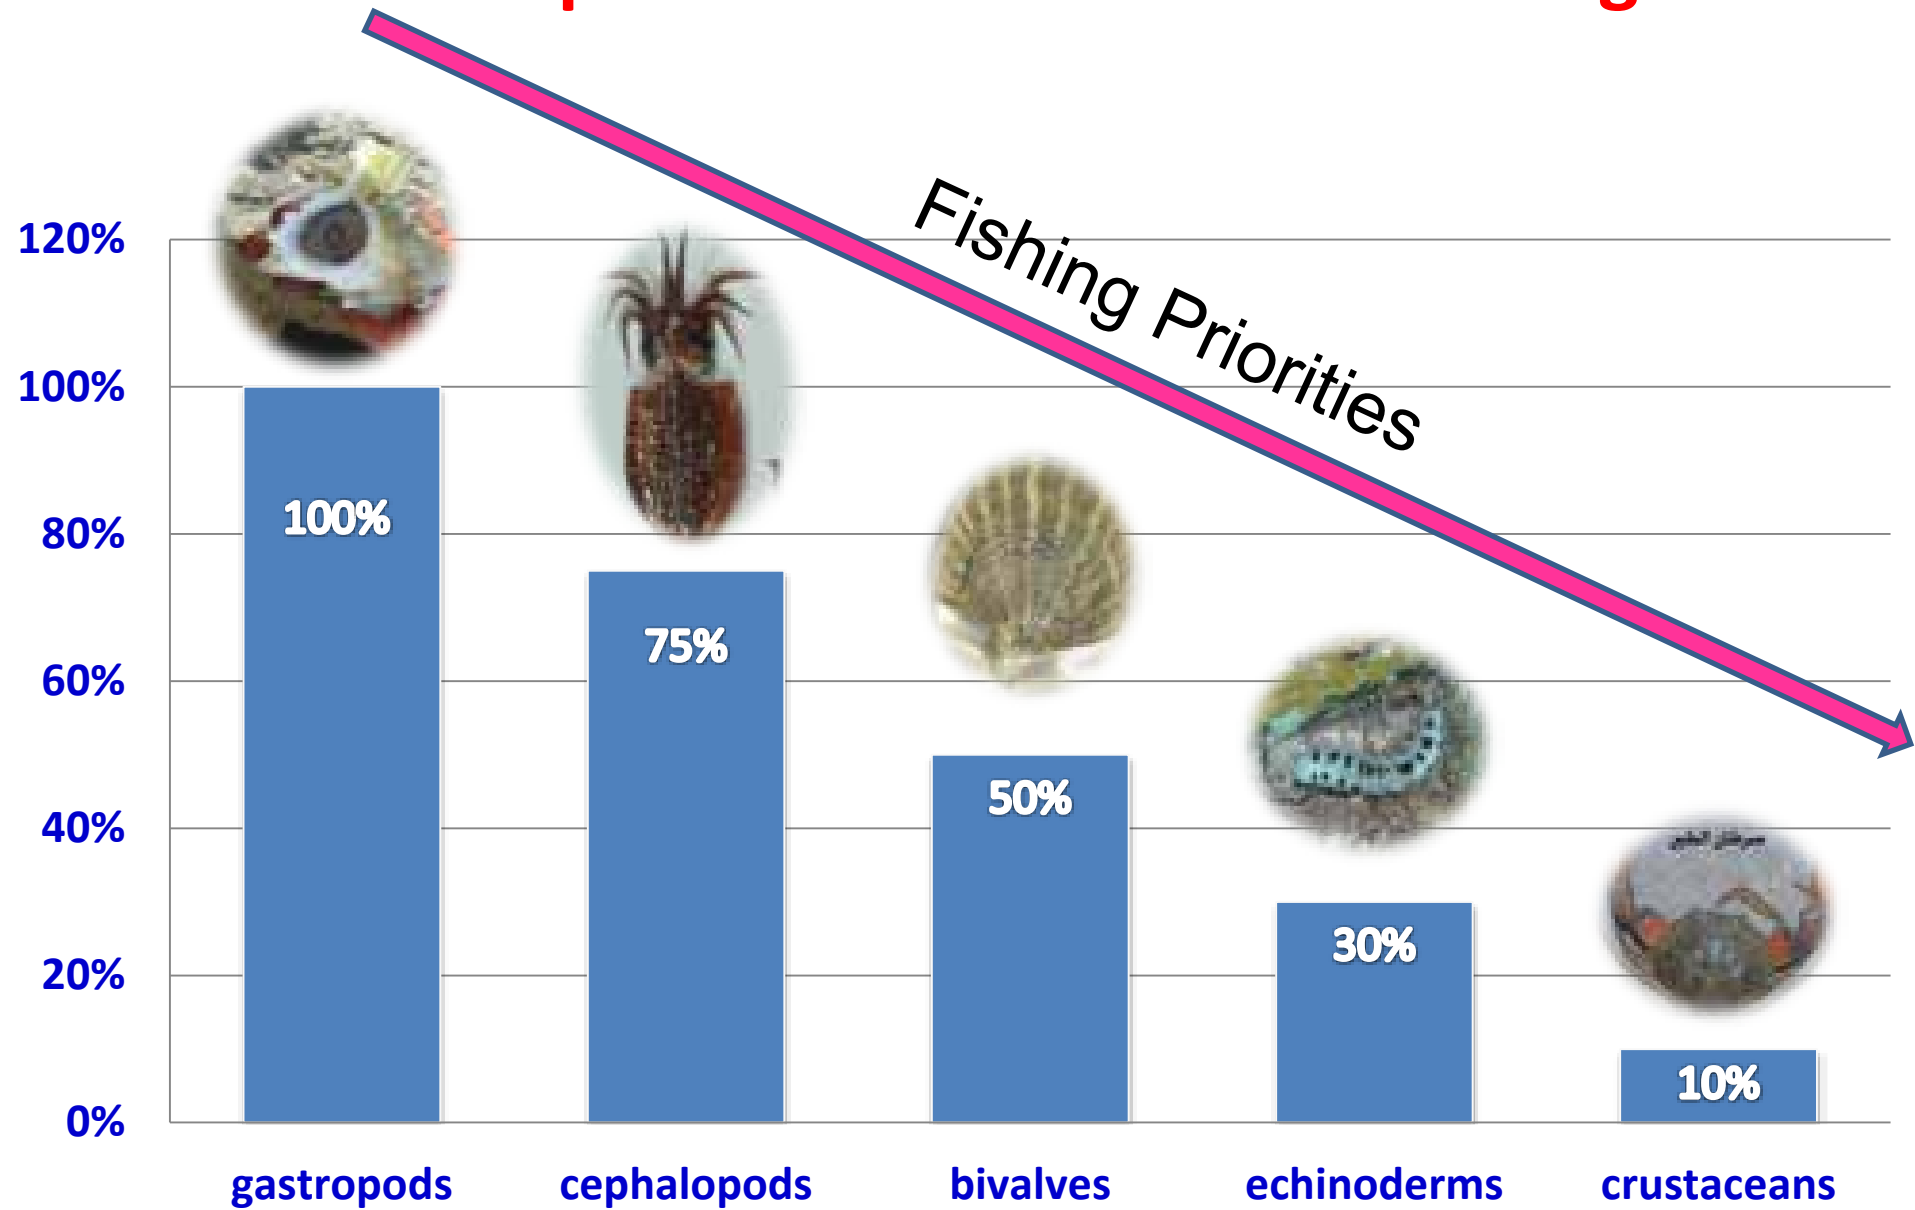 Fishing Priorities
120%
100%
80%
60%
40%
20%
0%
100%
75%
50%
30%
10%
gastropods
cephalopods
bivalves
echinoderms
crustaceans